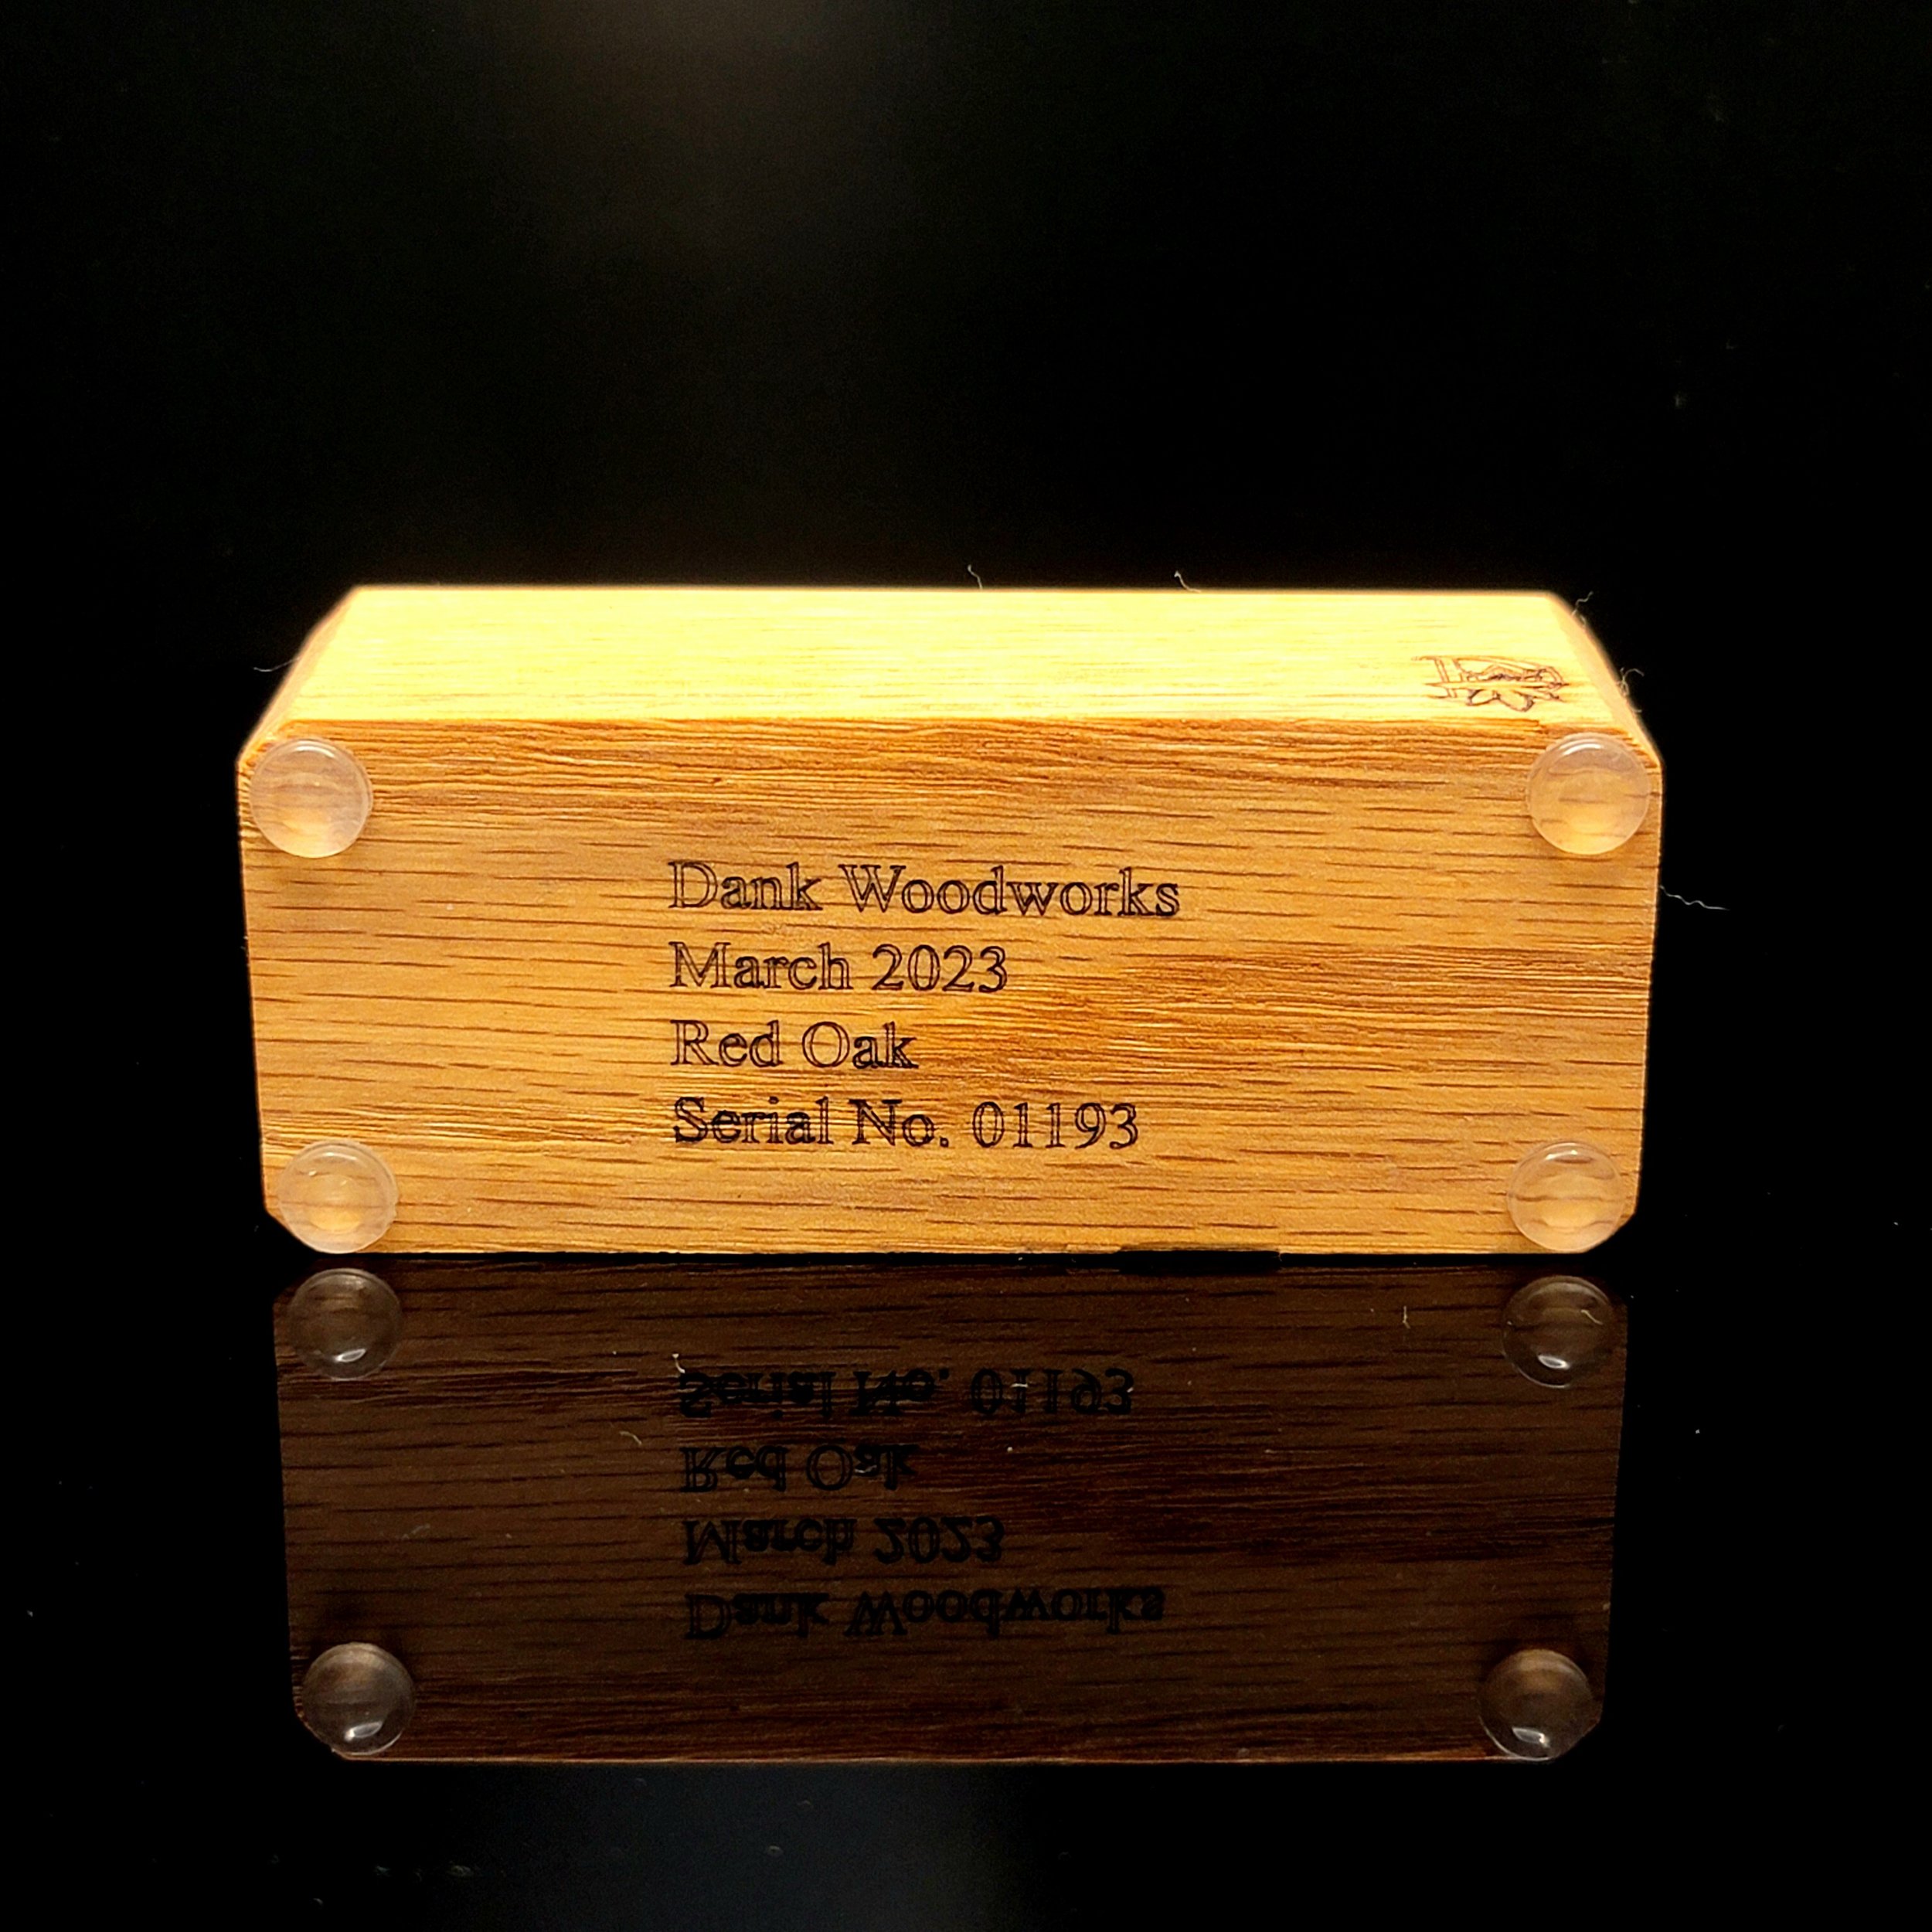 Dank Woodworks
March 2023
Red Oak
Serial No. 01193